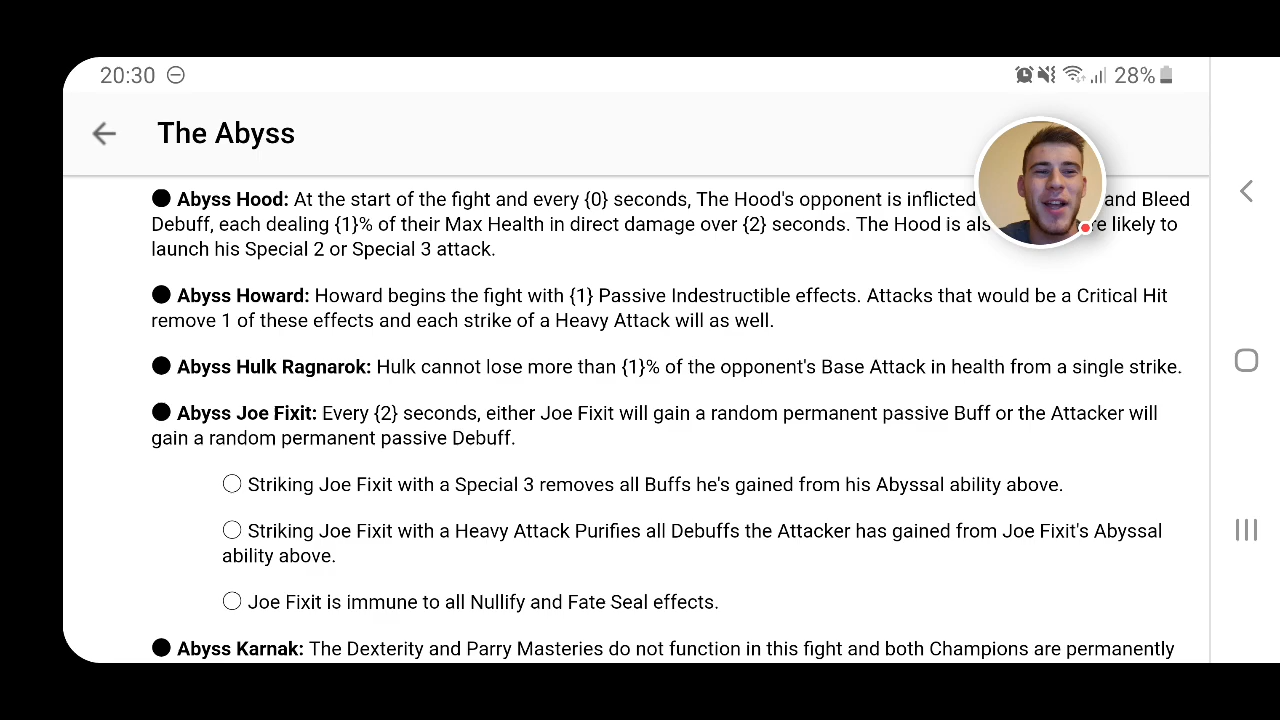 20:30
28%
The Abyss
● Abyss Hood: At the start of the fight and every {0} seconds, The Hood's opponent is inflicted and Bleed
Debuff, each dealing {1}% of their Max Health in direct damage over {2} seconds. The Hood is likely to
launch his Special 2 or Special 3 attack.
● Abyss Howard: Howard begins the fight with {1} Passive Indestructible effects. Attacks that would be a Critical Hit
remove 1 of these effects and each strike of a Heavy Attack will as well.
● Abyss Hulk Ragnarok: Hulk cannot lose more than {1}% of the opponent's Base Attack in health from a single strike.
● Abyss Joe Fixit: Every {2} seconds, either Joe Fixit will gain a random permanent passive Buff or the Attacker will
gain a random permanent passive Debuff.
○ Striking Joe Fixit with a Special 3 removes all Buffs he's gained from his Abyssal ability above.
○ Striking Joe Fixit with a Heavy Attack Purifies all Debuffs the Attacker has gained from Joe Fixit's Abyssal
ability above.
○ Joe Fixit is immune to all Nullify and Fate Seal effects.
● Abyss Karnak: The Dexterity and Parry Masteries do not function in this fight and both Champions are permanently